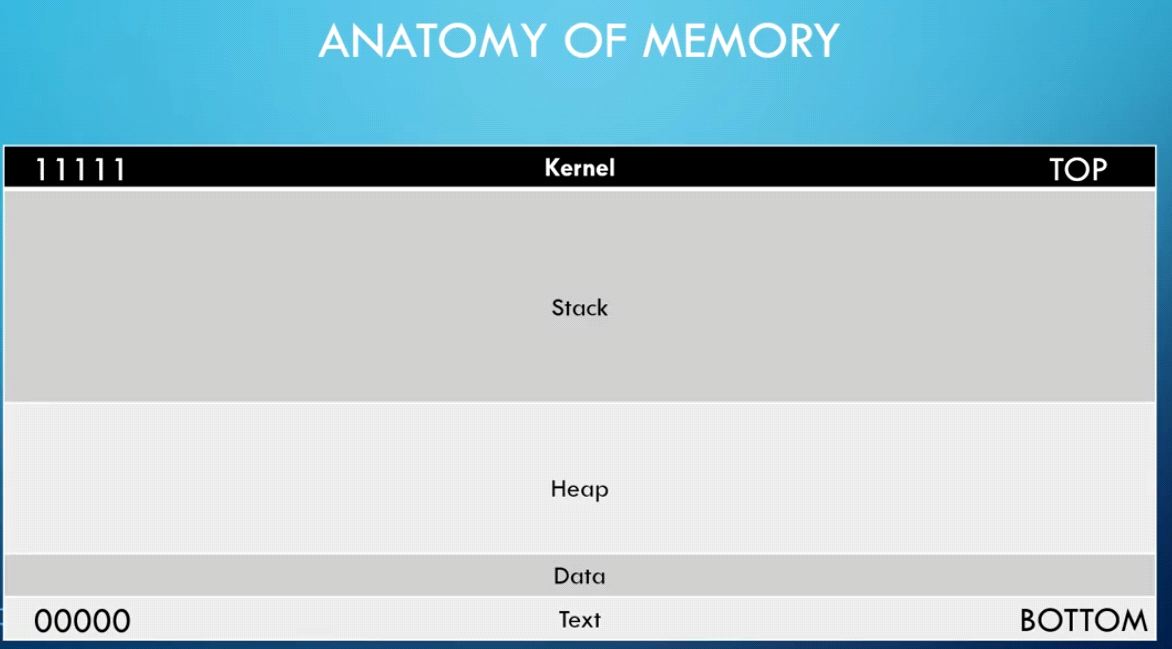 ANATOMY OF MEMORY
11111 Kernel TOP
Stack
Heap
Data
00000 Text BOTTOM